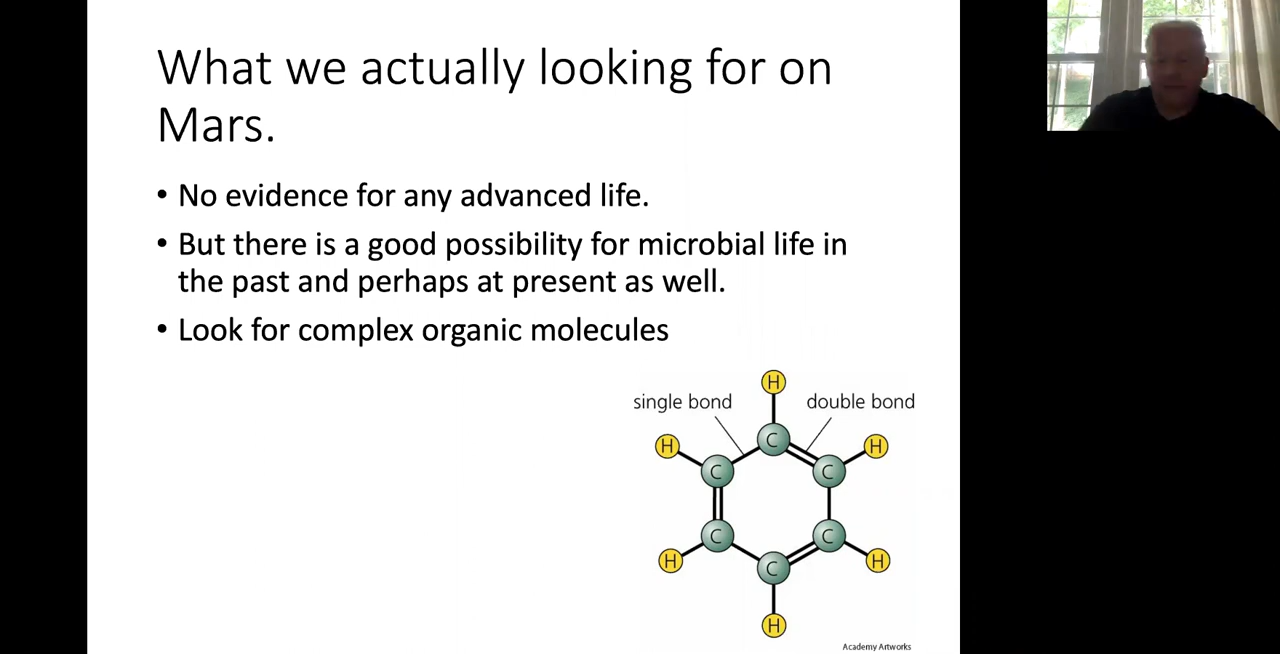 What we actually looking for on
Mars.
• No evidence for any advanced life.
• But there is a good possibility for microbial life in
the past and perhaps at present as well.
• Look for complex organic molecules
H
single bond
double bond
H
C
H
C
C
C
C
H
C
H
H
Academy Artworks